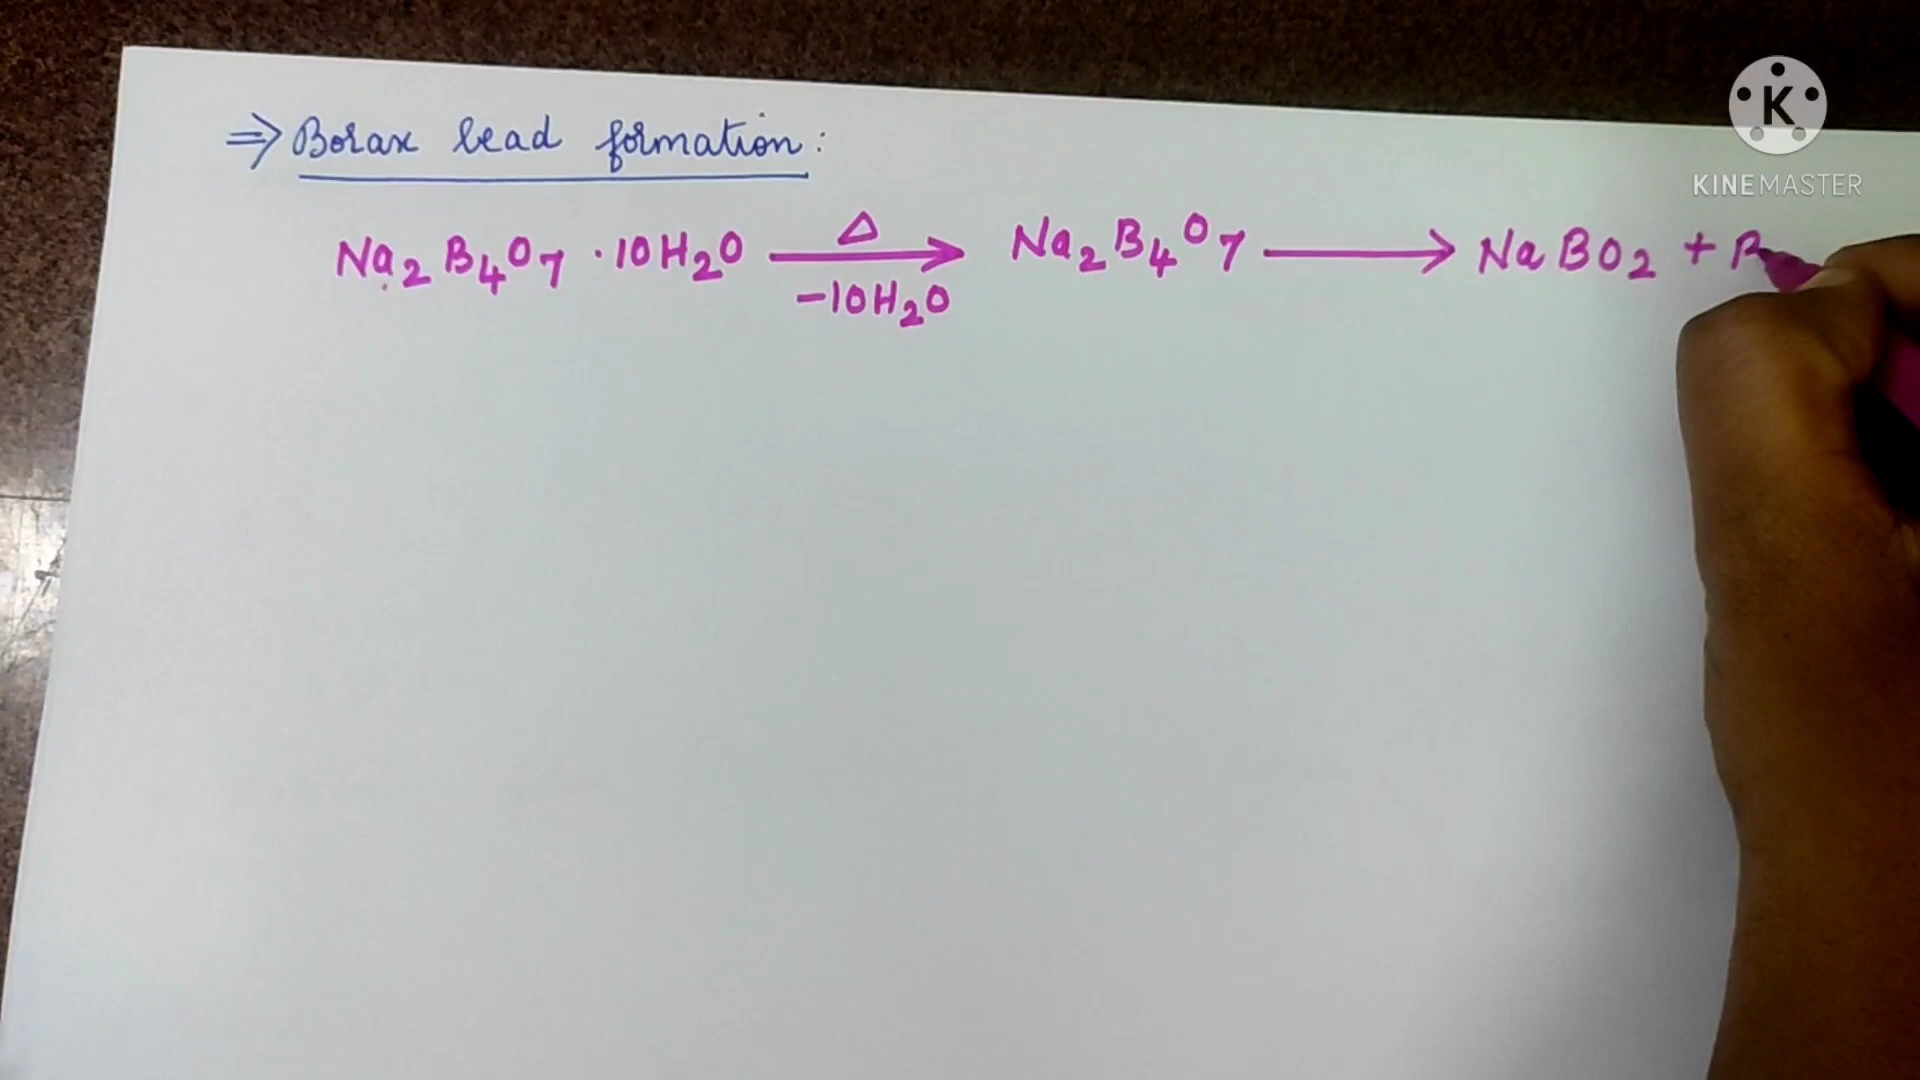 ⇒ Borax bead formation:
Na₂B₄O₇ · 10H₂O —Δ→ Na₂B₄O₇ ⟶ NaBO₂ + B
−10H₂O
K
KINEMASTER